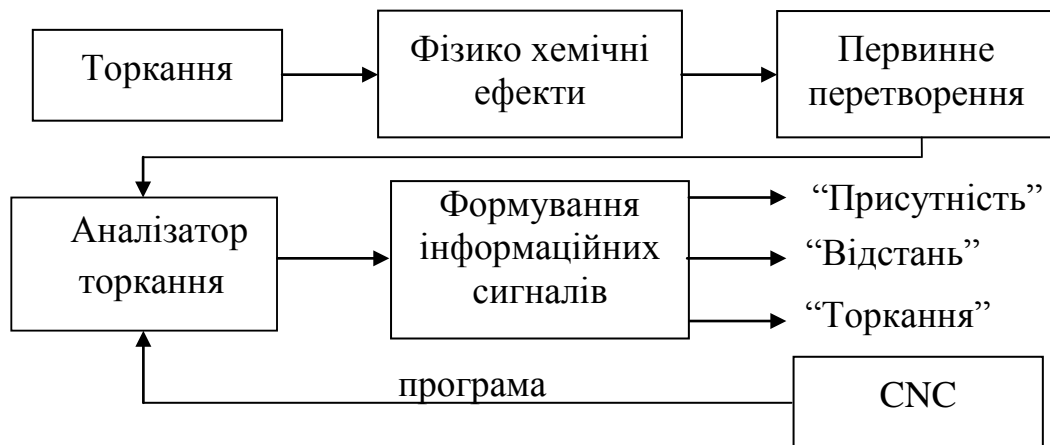 Торкання
Фізико хемічні
ефекти
Первинне
перетворення
Аналізатор
торкання
Формування
інформаційних
сигналів
“Присутність”
“Відстань”
“Торкання”
програма
CNC